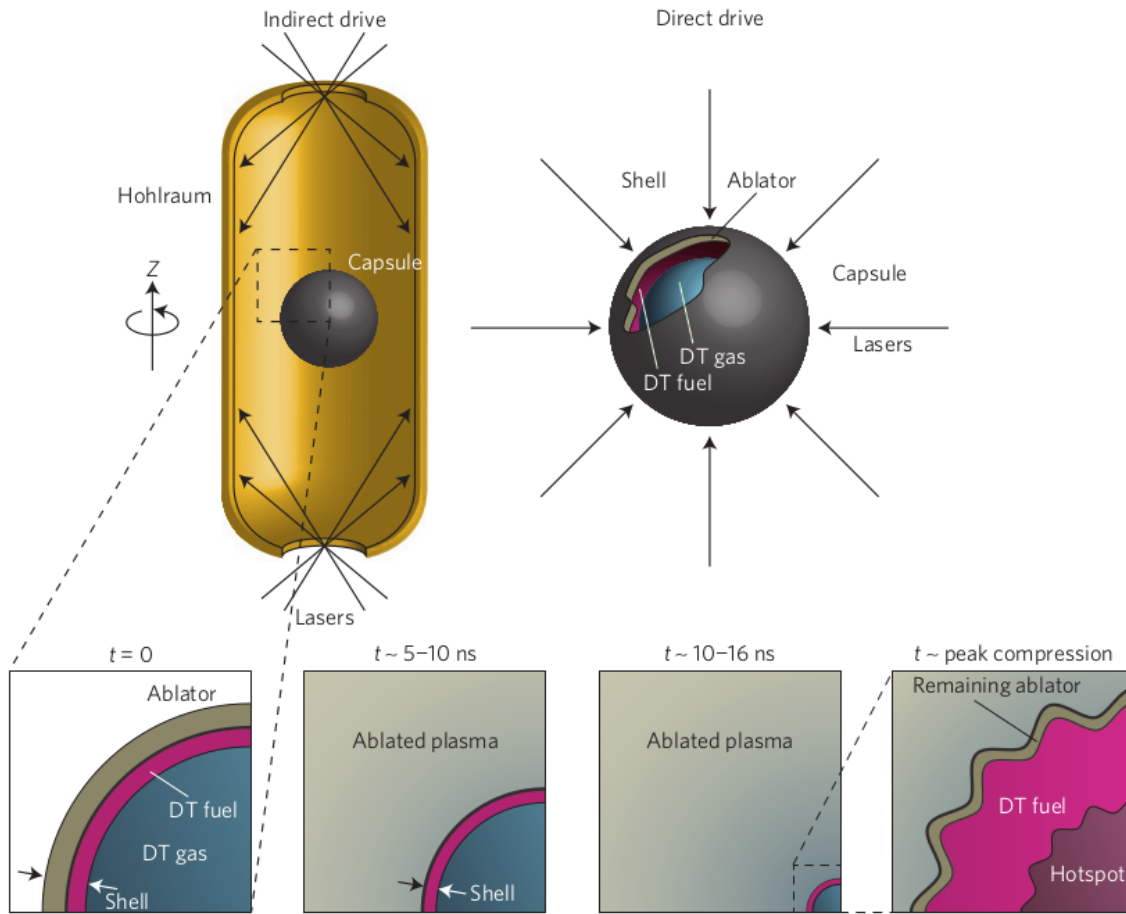 Indirect drive
Direct drive
Hohlraum
Capsule
Z
Lasers
Shell
Ablator
Capsule
Lasers
DT gas
DT fuel
t = 0
Ablator
DT fuel
DT gas
Shell
t ~ 5–10 ns
Ablated plasma
Shell
t ~ 10–16 ns
Ablated plasma
t ~ peak compression
Remaining ablator
DT fuel
Hotspot